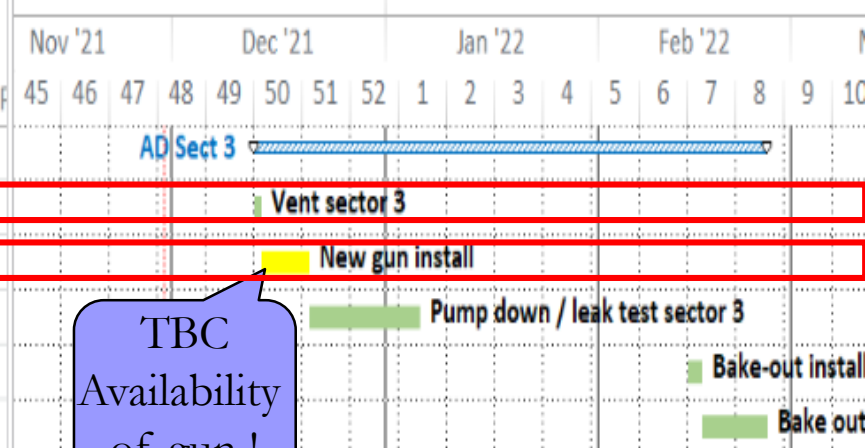 Nov '21 Dec '21 Jan '22 Feb '22
45 46 47 48 49 50 51 52 1 2 3 4 5 6 7 8 9 10
AD Sect 3
Vent sector 3
New gun install
Pump down / leak test sector 3
TBC
Bake-out install
Availability
Bake out
of gun !